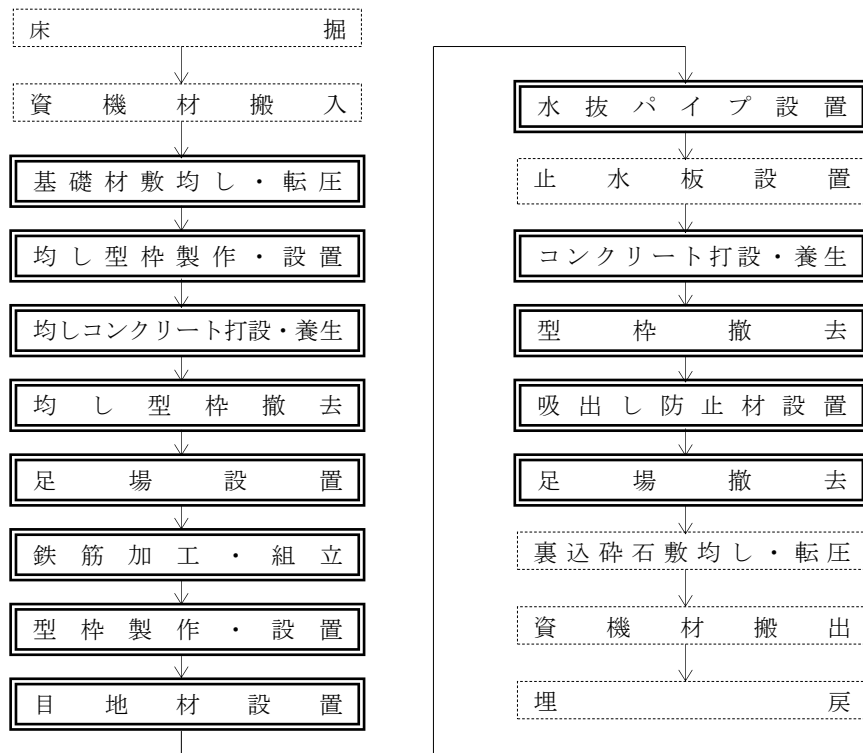 床掘
資機材搬入
基礎材敷均し・転圧
均し型枠製作・設置
均しコンクリート打設・養生
均し型枠撤去
足場設置
鉄筋加工・組立
型枠製作・設置
目地材設置
水抜パイプ設置
止水板設置
コンクリート打設・養生
型枠撤去
吸出し防止材設置
足場撤去
裏込砕石敷均し・転圧
資機材搬出
埋戻